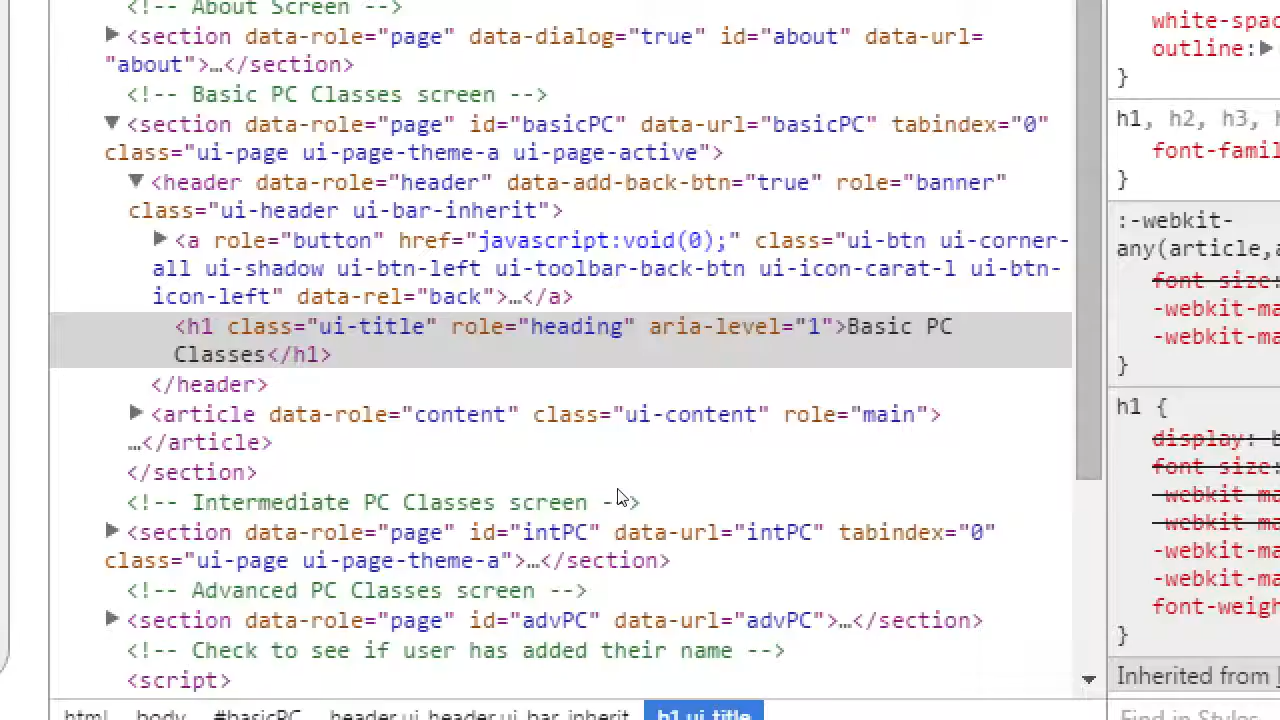 <!-- About Screen -->
▶<section data-role="page" data-dialog="true" id="about" data-url=
"about">…</section>
<!-- Basic PC Classes screen -->
▼<section data-role="page" id="basicPC" data-url="basicPC" tabindex="0"
class="ui-page ui-page-theme-a ui-page-active">
▼<header data-role="header" data-add-back-btn="true" role="banner"
class="ui-header ui-bar-inherit">
▶<a role="button" href="javascript:void(0);" class="ui-btn ui-corner-
all ui-shadow ui-btn-left ui-toolbar-back-btn ui-icon-carat-l ui-btn-
icon-left" data-rel="back">…</a>
<h1 class="ui-title" role="heading" aria-level="1">Basic PC
Classes</h1>
</header>
▶<article data-role="content" class="ui-content" role="main">
…</article>
</section>
<!-- Intermediate PC Classes screen -->
▶<section data-role="page" id="intPC" data-url="intPC" tabindex="0"
class="ui-page ui-page-theme-a">…</section>
<!-- Advanced PC Classes screen -->
▶<section data-role="page" id="advPC" data-url="advPC">…</section>
<!-- Check to see if user has added their name -->
<script>
html body #basicPC header.ui-header.ui-bar-inherit h1.ui-title
white-spac
outline:▶
}
h1, h2, h3, h
font-famil
}
:-webkit-
any(article,a
font-size:
-webkit-ma
-webkit-ma
}
h1 {
display: b
font-size:
-webkit-ma
-webkit-ma
-webkit-ma
-webkit-ma
font-weigh
}
Inherited from
Find in Styles